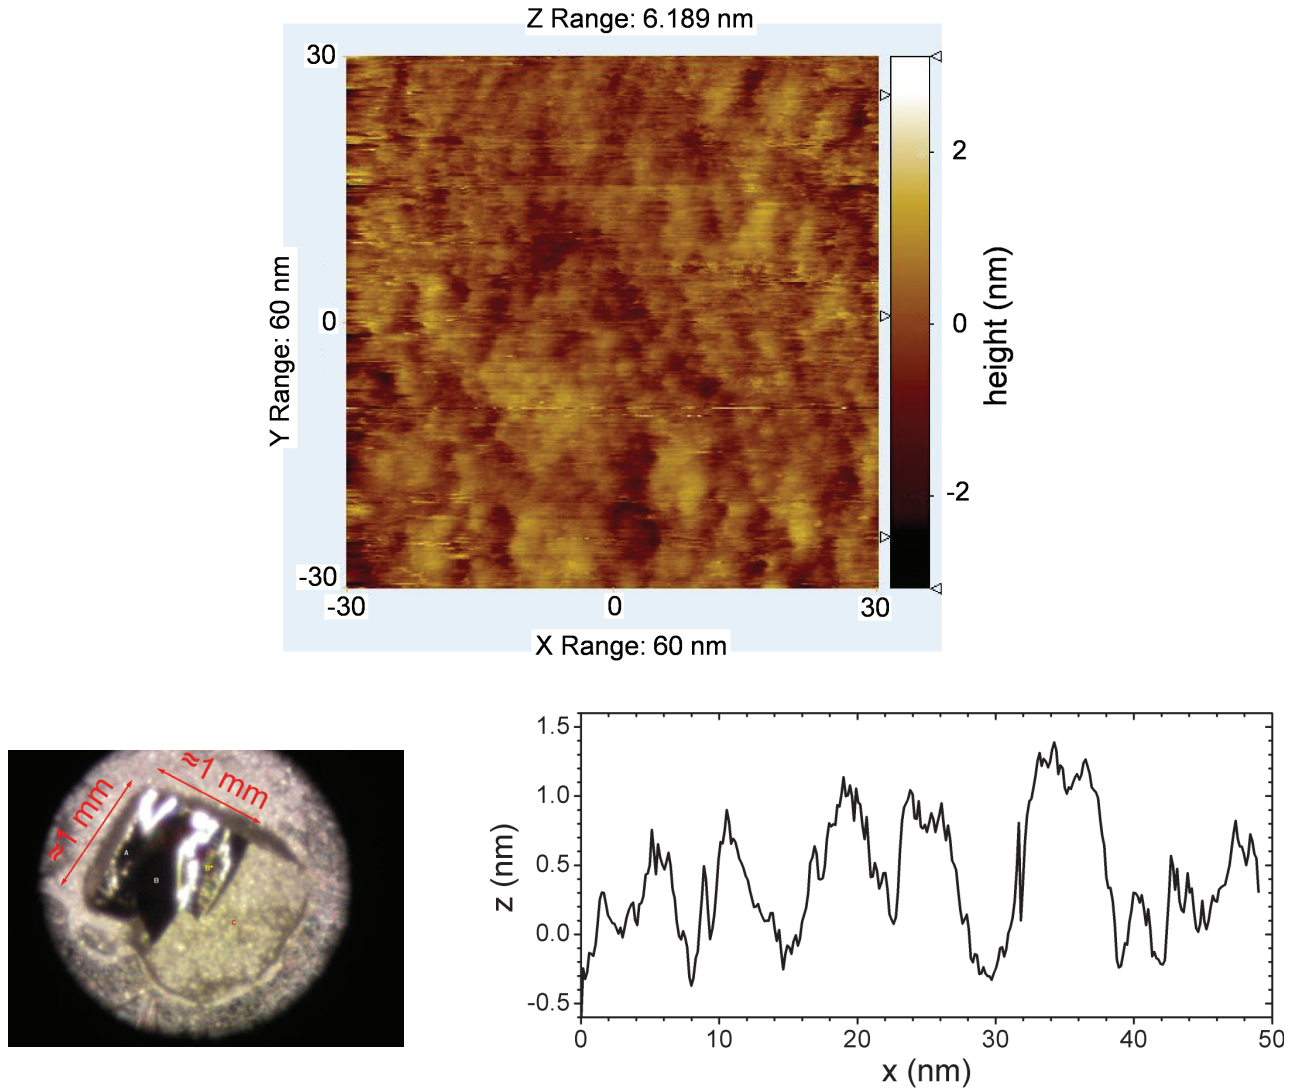 Z Range: 6.189 nm
30
0
-30
Y Range: 60 nm
-30
0
30
X Range: 60 nm
2
0
-2
height (nm)
≈1 mm
≈1 mm
A
B
B'
C
1.5
1.0
0.5
0.0
-0.5
z (nm)
0
10
20
30
40
50
x (nm)